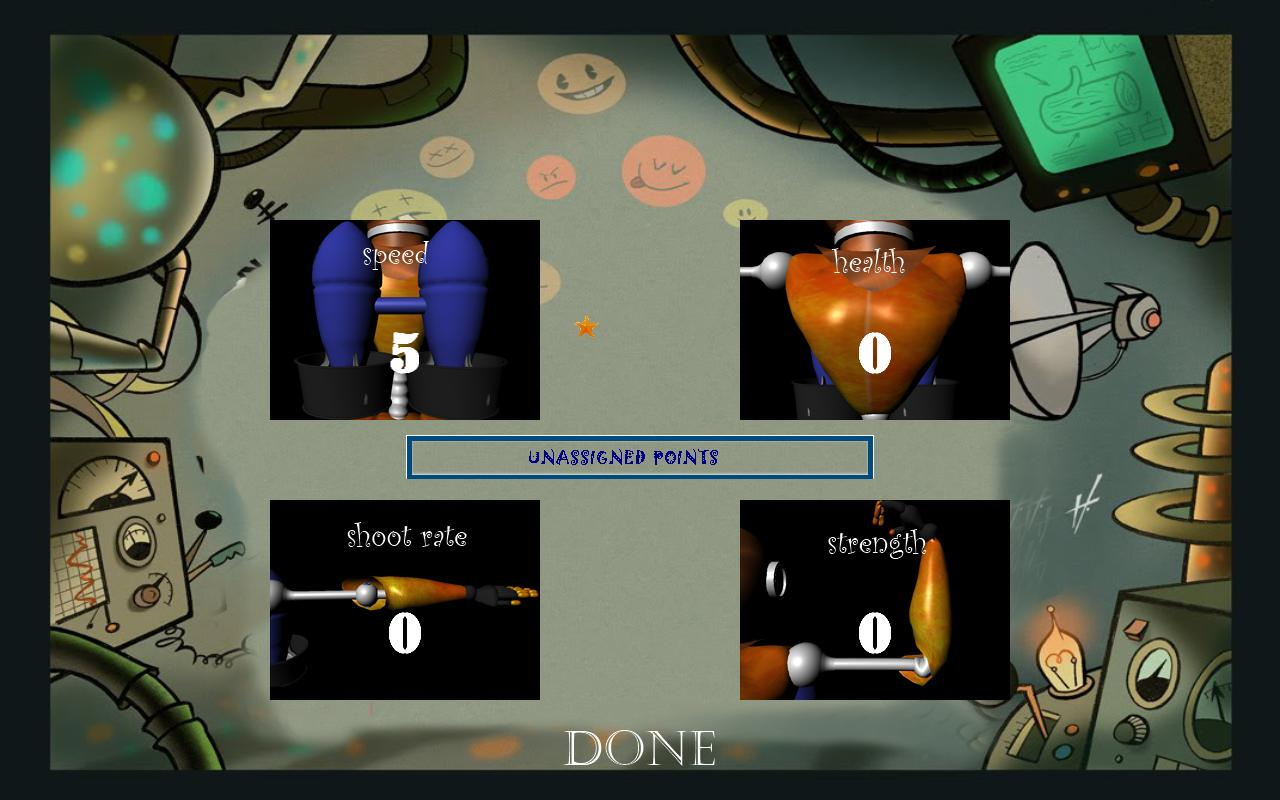 speed
5
health
0
UNASSIGNED POINTS
shoot rate
0
strength
0
DONE